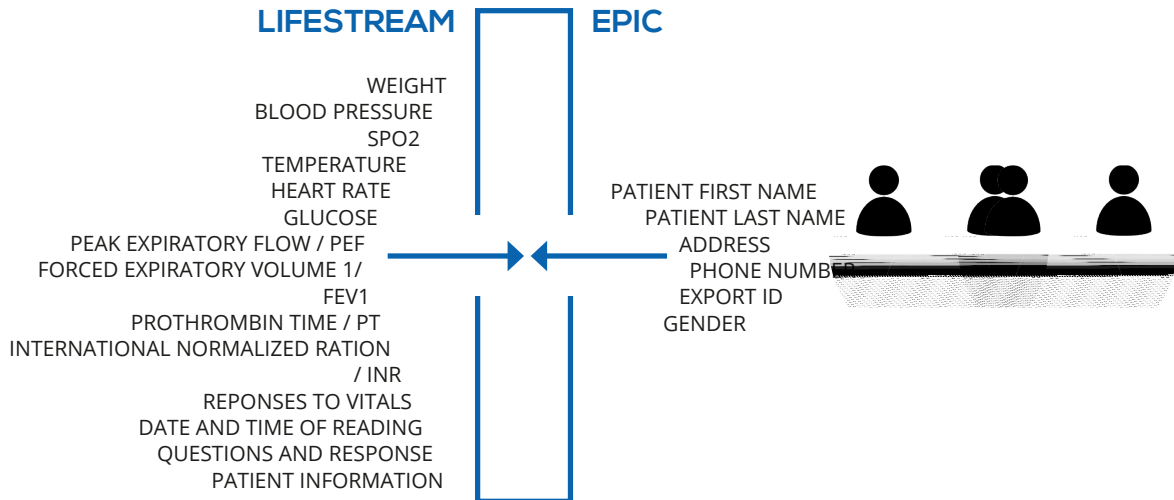 LIFESTREAM
EPIC
WEIGHT
BLOOD PRESSURE
SPO2
TEMPERATURE
HEART RATE
GLUCOSE
PEAK EXPIRATORY FLOW / PEF
FORCED EXPIRATORY VOLUME 1/
FEV1
PROTHROMBIN TIME / PT
INTERNATIONAL NORMALIZED RATION
/ INR
REPONSES TO VITALS
DATE AND TIME OF READING
QUESTIONS AND RESPONSE
PATIENT INFORMATION
PATIENT FIRST NAME
PATIENT LAST NAME
ADDRESS
PHONE NUMBER
EXPORT ID
GENDER